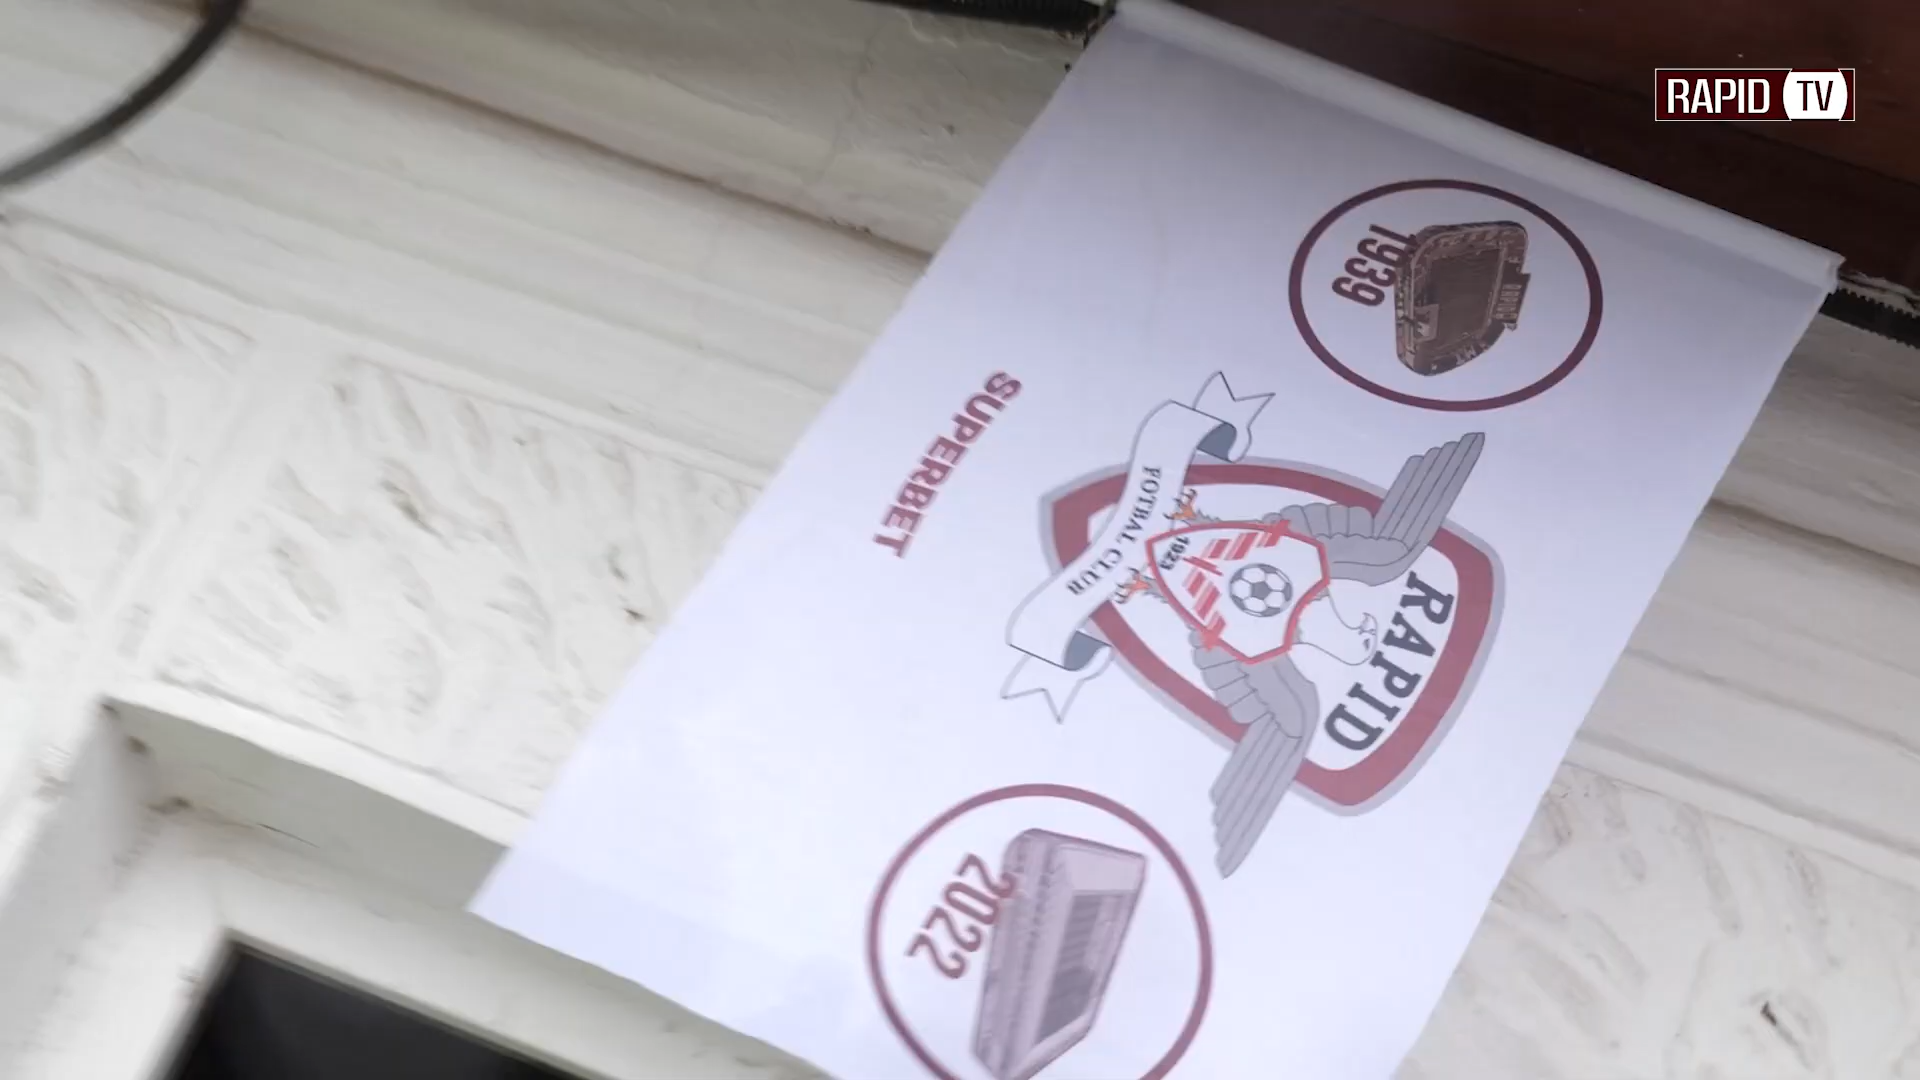 RAPID TV
1939
RAPID
1923
FOTBAL CLUB
SUPERBET
2022